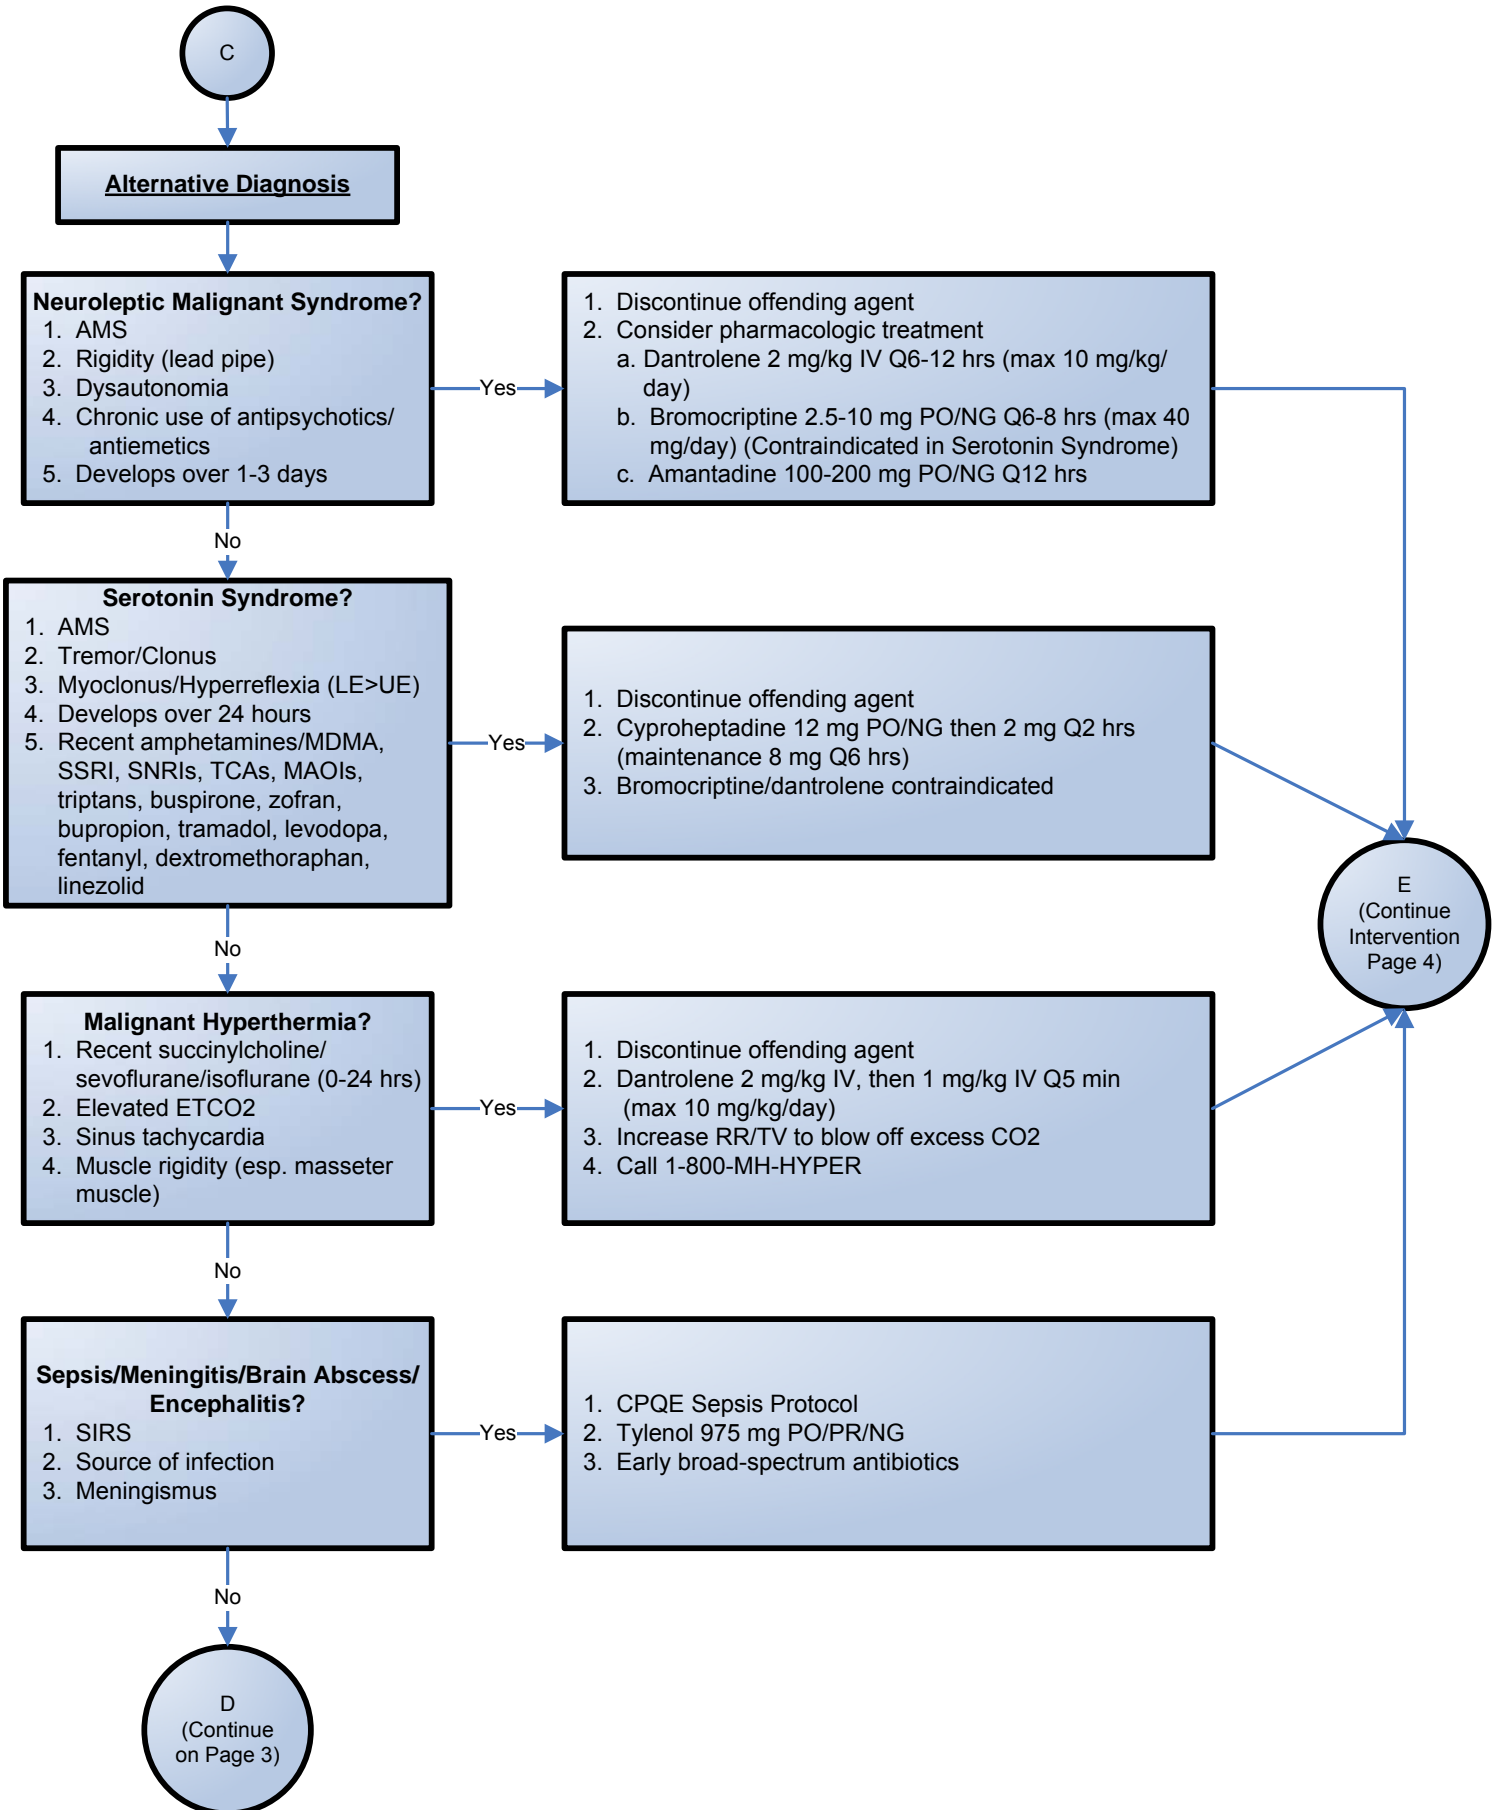 C
Alternative Diagnosis
Neuroleptic Malignant Syndrome?
1. AMS
2. Rigidity (lead pipe)
3. Dysautonomia
4. Chronic use of antipsychotics/
antiemetics
5. Develops over 1-3 days
Yes
1. Discontinue offending agent
2. Consider pharmacologic treatment
a. Dantrolene 2 mg/kg IV Q6-12 hrs (max 10 mg/kg/
day)
b. Bromocriptine 2.5-10 mg PO/NG Q6-8 hrs (max 40
mg/day) (Contraindicated in Serotonin Syndrome)
c. Amantadine 100-200 mg PO/NG Q12 hrs
No
Serotonin Syndrome?
1. AMS
2. Tremor/Clonus
3. Myoclonus/Hyperreflexia (LE>UE)
4. Develops over 24 hours
5. Recent amphetamines/MDMA,
SSRI, SNRIs, TCAs, MAOIs,
triptans, buspirone, zofran,
bupropion, tramadol, levodopa,
fentanyl, dextromethoraphan,
linezolid
Yes
1. Discontinue offending agent
2. Cyproheptadine 12 mg PO/NG then 2 mg Q2 hrs
(maintenance 8 mg Q6 hrs)
3. Bromocriptine/dantrolene contraindicated
E
(Continue
Intervention
Page 4)
No
Malignant Hyperthermia?
1. Recent succinylcholine/
sevoflurane/isoflurane (0-24 hrs)
2. Elevated ETCO2
3. Sinus tachycardia
4. Muscle rigidity (esp. masseter
muscle)
Yes
1. Discontinue offending agent
2. Dantrolene 2 mg/kg IV, then 1 mg/kg IV Q5 min
(max 10 mg/kg/day)
3. Increase RR/TV to blow off excess CO2
4. Call 1-800-MH-HYPER
No
Sepsis/Meningitis/Brain Abscess/
Encephalitis?
1. SIRS
2. Source of infection
3. Meningismus
Yes
1. CPQE Sepsis Protocol
2. Tylenol 975 mg PO/PR/NG
3. Early broad-spectrum antibiotics
No
D
(Continue
on Page 3)